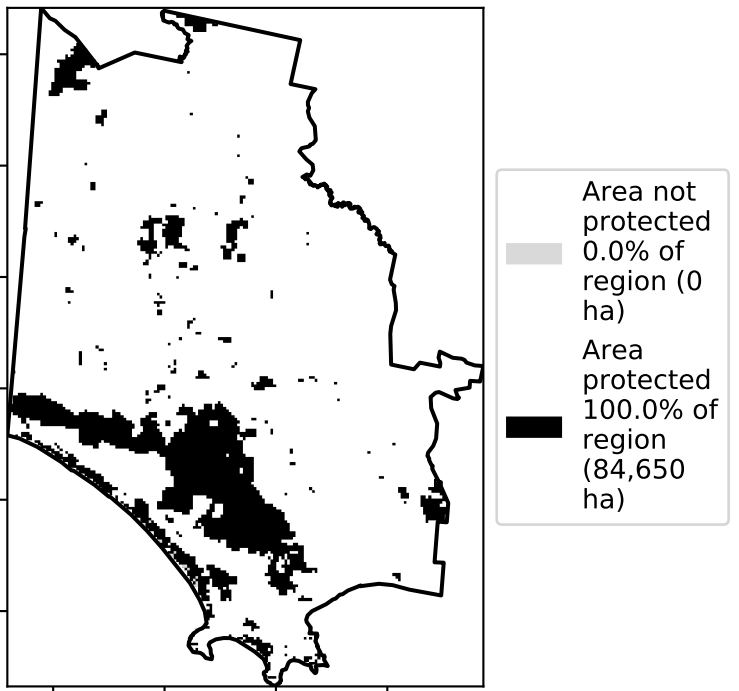 Area not
protected
0.0% of
region (0
ha)
Area
protected
100.0% of
region
(84,650
ha)